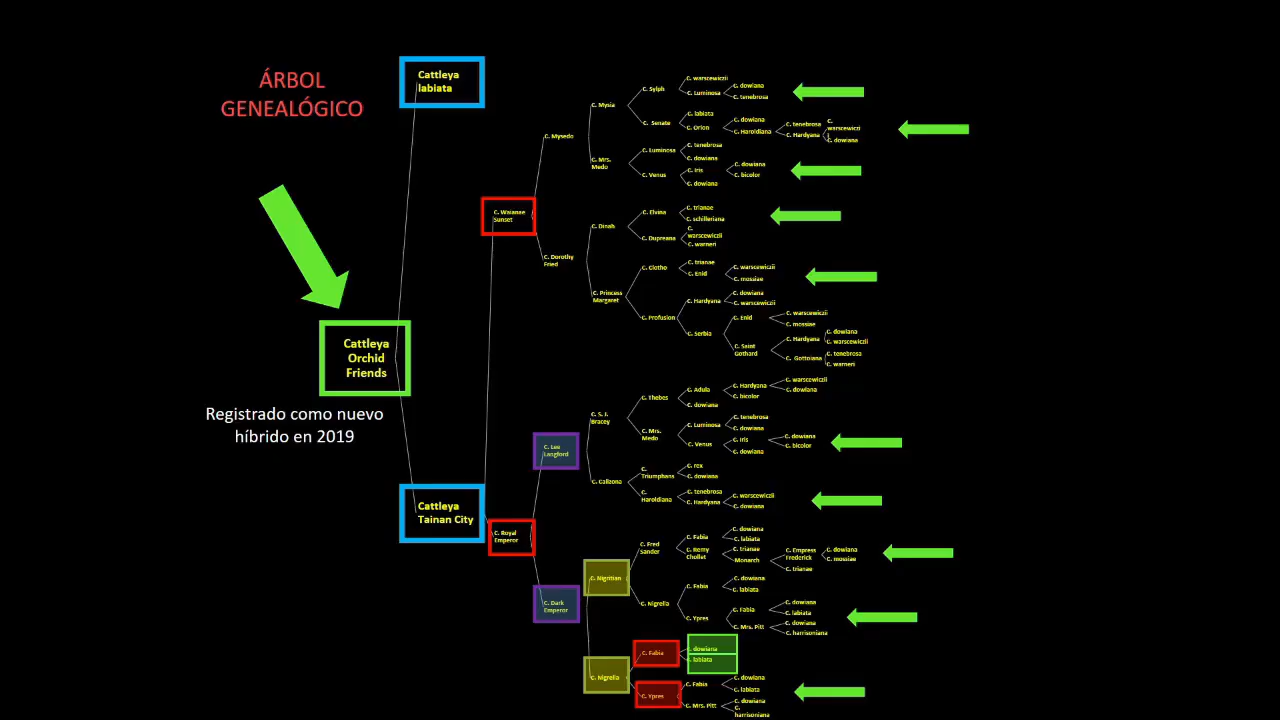 ÁRBOL
GENEALÓGICO
Cattleya
Orchid
Friends
Registrado como nuevo
híbrido en 2019
Cattleya
labiata
Cattleya
Tainan City
C. Waianae
Sunset
C. Royal
Emperor
C. Mysedo
C. Dorothy
Fried
C. Lee
Langford
C. Dark
Emperor
C. Mysia
C. Mrs.
Medo
C. Dinah
C. Princess
Margaret
C. S. J.
Bracey
C. Calizona
C. Nigritian
C. Nigrella
C. Sylph
C. Senate
C. Luminosa
C. Venus
C. Elvina
C. Dupreana
C. Clotho
C. Profusion
C. Thebes
C. Mrs.
Medo
C.
Triumphans
C.
Haroldiana
C. Fred
Sander
C. Nigrella
C. Fabia
C. Ypres
C. warscewiczii
C. Luminosa
C. labiata
C. Orion
C. tenebrosa
C. dowiana
C. Iris
C. dowiana
C. trianae
C. schilleriana
C.
warscewiczii
C. warneri
C. trianae
C. Enid
C. Hardyana
C. Serbia
C. Adula
C. dowiana
C. Luminosa
C. Venus
C. rex
C. dowiana
C. tenebrosa
C. Hardyana
C. Fabia
C. Remy
Chollet
C. Fabia
C. Ypres
C. dowiana
C. labiata
C. Fabia
C. Mrs. Pitt
C. dowiana
C. tenebrosa
C. dowiana
C. Haroldiana
C. dowiana
C. bicolor
C. warscewiczii
C. mossiae
C. dowiana
C. warscewiczii
C. Enid
C. Saint
Gothard
C. Hardyana
C. bicolor
C. tenebrosa
C. dowiana
C. Iris
C. dowiana
C. warscewiczii
C. dowiana
C. dowiana
C. labiata
C. trianae
Monarch
C. dowiana
C. labiata
C. Fabia
C. Mrs. Pitt
C. dowiana
C. labiata
C. dowiana
C.
harrisoniana
C. tenebrosa
C. Hardyana
C. warscewiczii
C. mossiae
C. Hardyana
C. Gottoiana
C. warscewiczii
C. dowiana
C. dowiana
C. bicolor
C. Empress
Frederick
C. trianae
C. dowiana
C. labiata
C. dowiana
C. harrisoniana
C.
warscewiczi
i
C. dowiana
C. dowiana
C. warscewiczii
C. tenebrosa
C. warneri
C. dowiana
C. mossiae